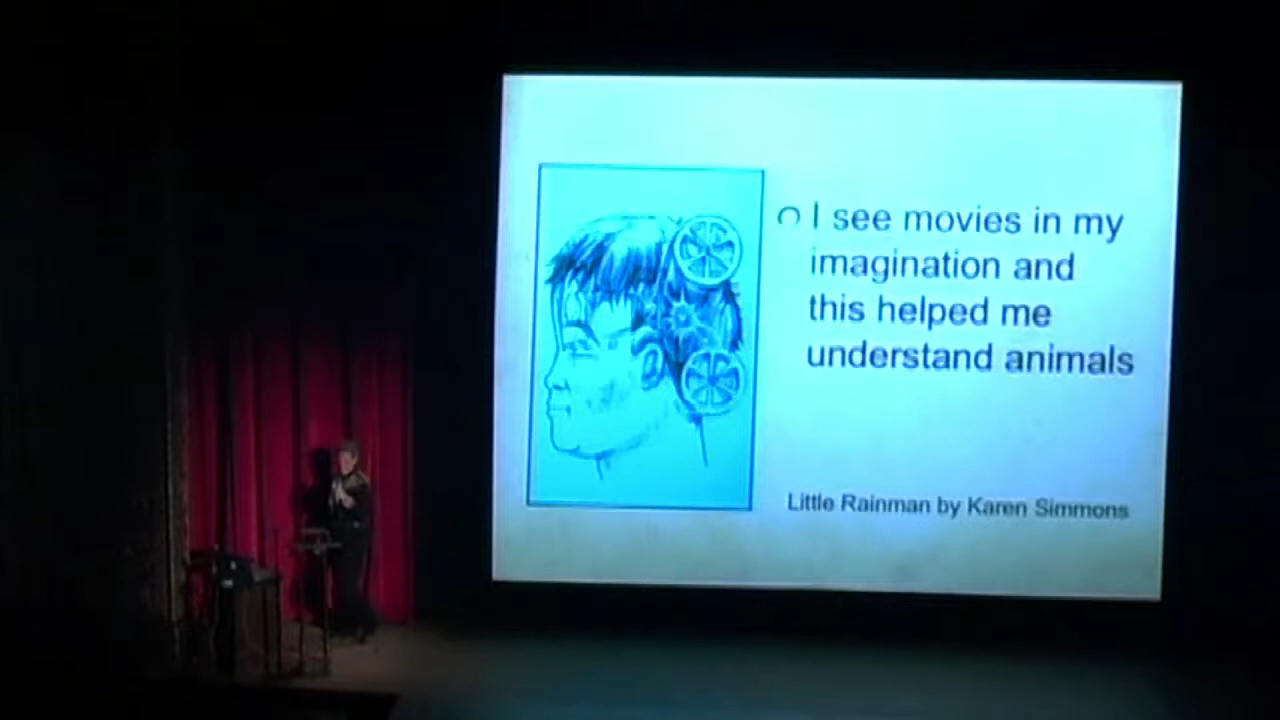 I see movies in my
imagination and
this helped me
understand animals
Little Rainman by Karen Simmons